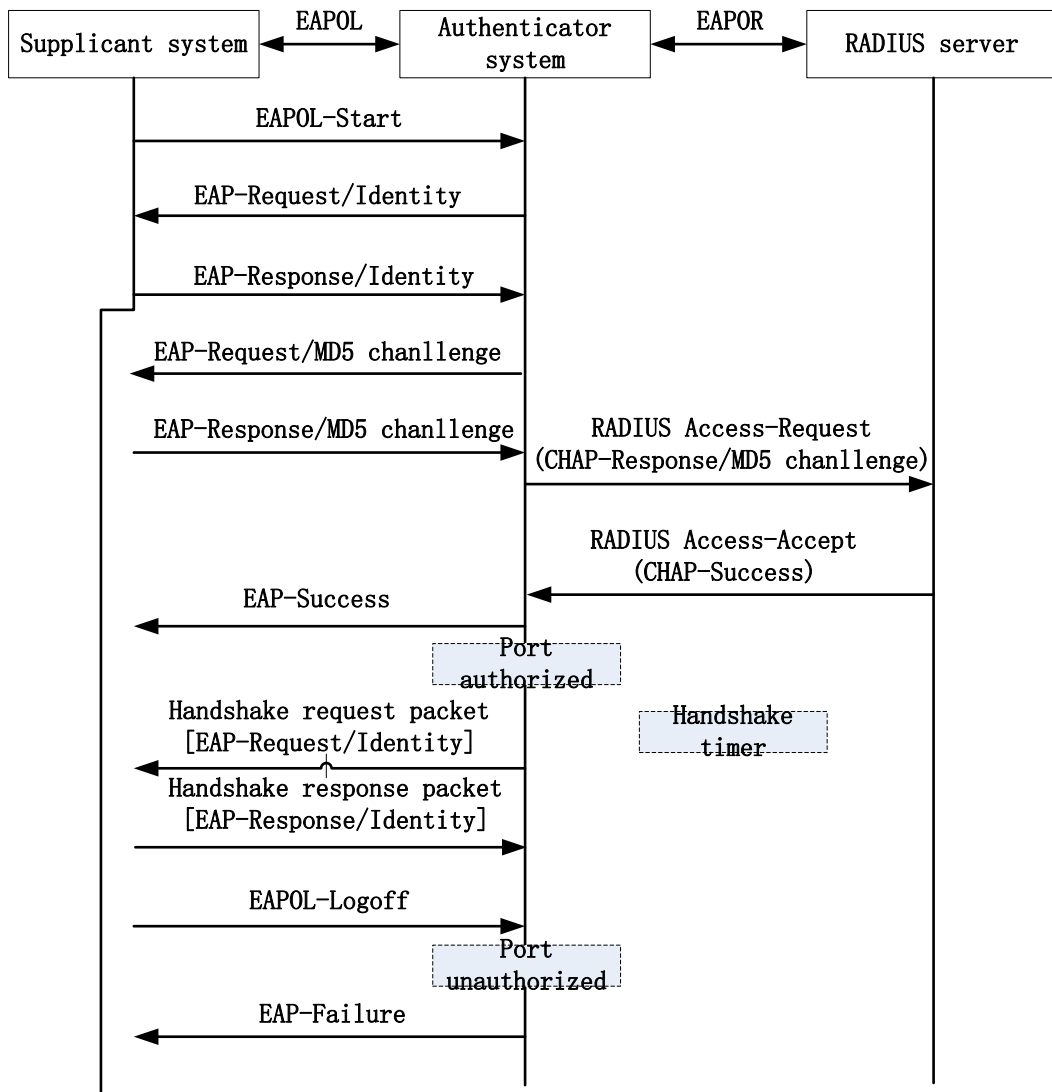 EAPOL
EAPOR
Supplicant system
Authenticator
system
RADIUS server
EAPOL-Start
EAP-Request/Identity
EAP-Response/Identity
EAP-Request/MD5 chanllenge
EAP-Response/MD5 chanllenge
RADIUS Access-Request
(CHAP-Response/MD5 chanllenge)
RADIUS Access-Accept
(CHAP-Success)
EAP-Success
Port
authorized
Handshake request packet
[EAP-Request/Identity]
Handshake
timer
Handshake response packet
[EAP-Response/Identity]
EAPOL-Logoff
Port
unauthorized
EAP-Failure